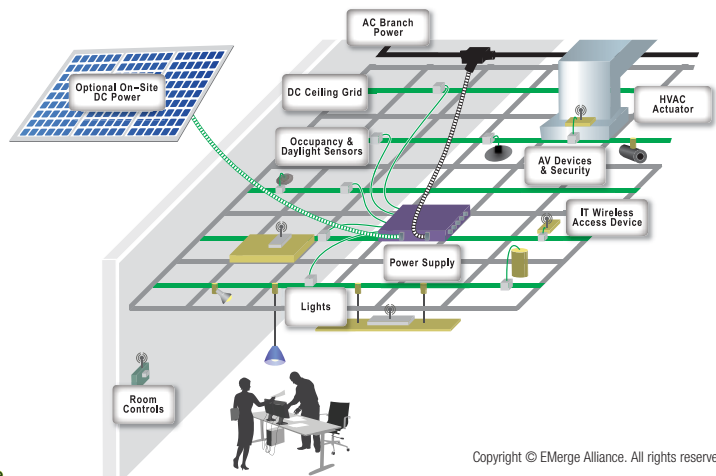 AC Branch
Power
Optional On-Site
DC Power
DC Ceiling Grid
HVAC
Actuator
Occupancy &
Daylight Sensors
AV Devices
& Security
IT Wireless
Access Device
Power Supply
Lights
Room
Controls
Copyright © EMerge Alliance. All rights reserve